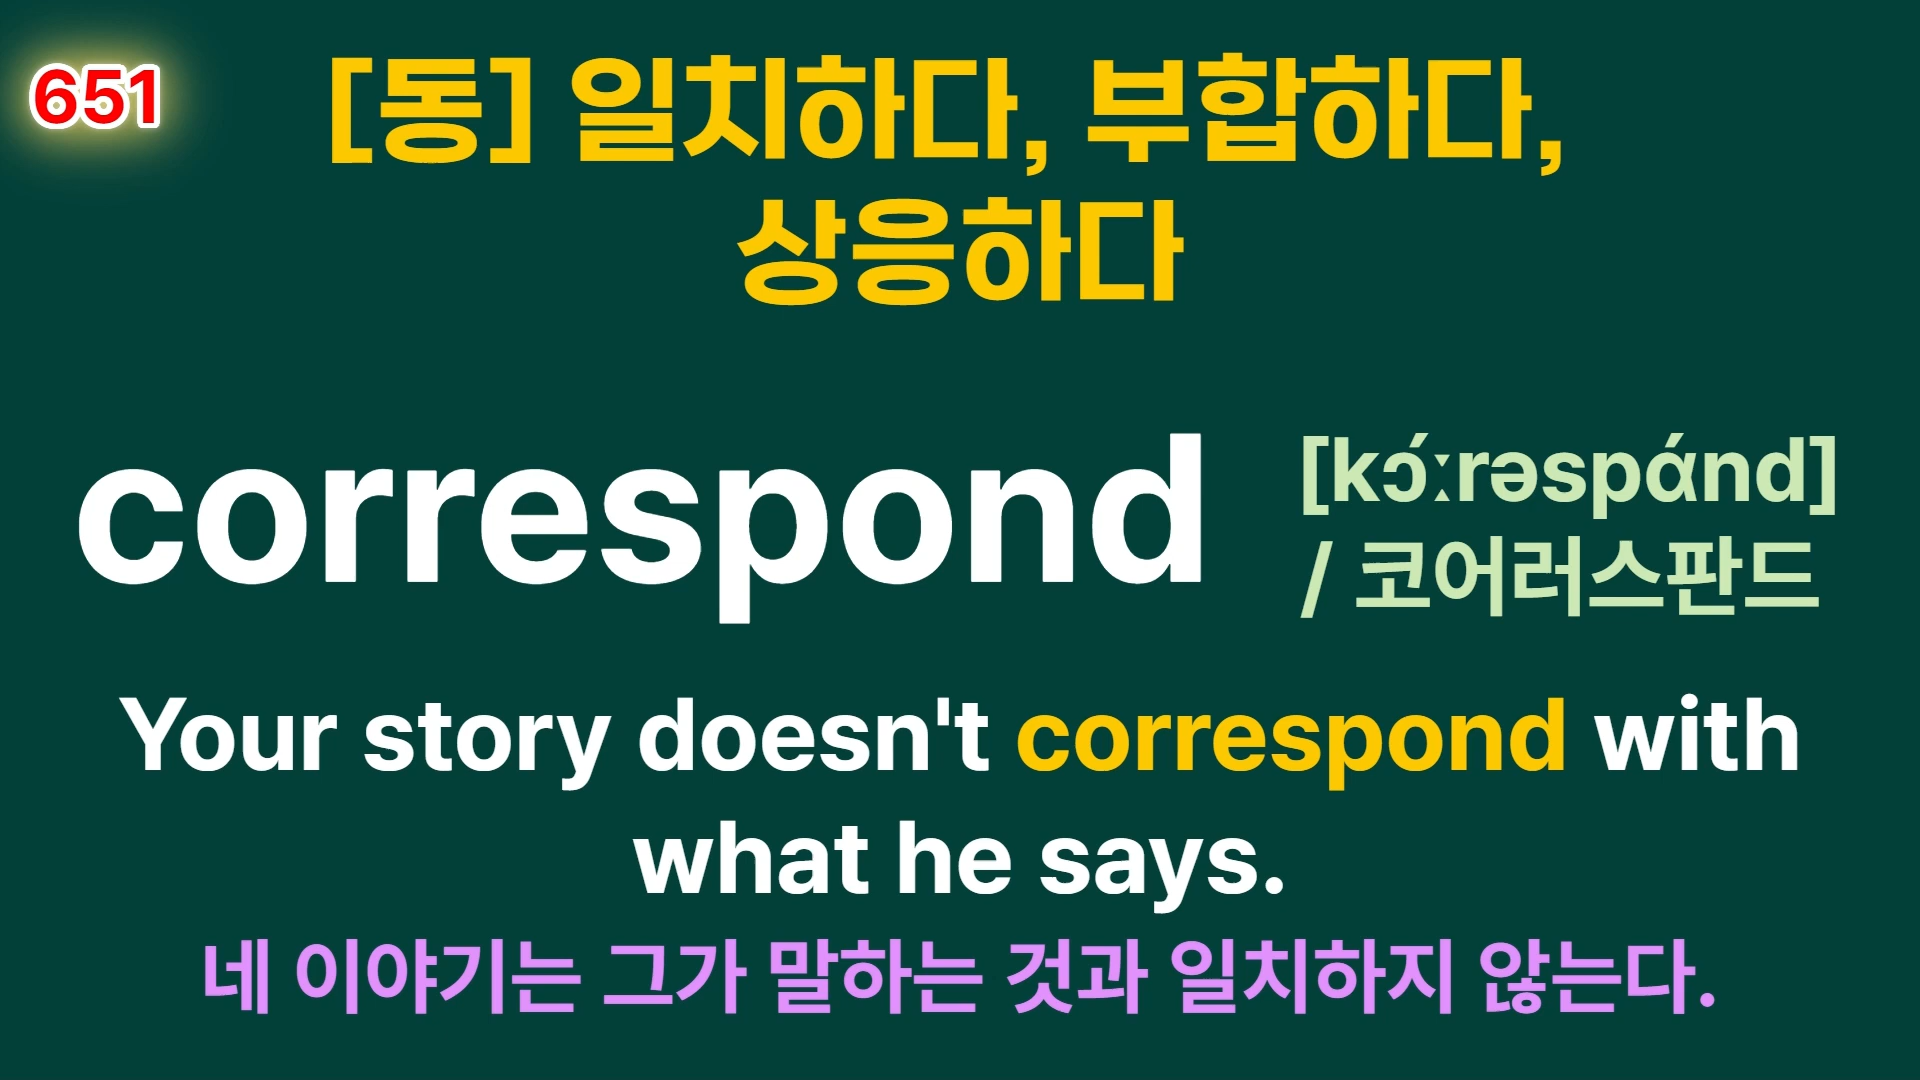 651
[동] 일치하다, 부합하다,
상응하다
correspond
[kɔ́ːrəspάnd]
/ 코어러스판드
Your story doesn't correspond with
what he says.
네 이야기는 그가 말하는 것과 일치하지 않는다.